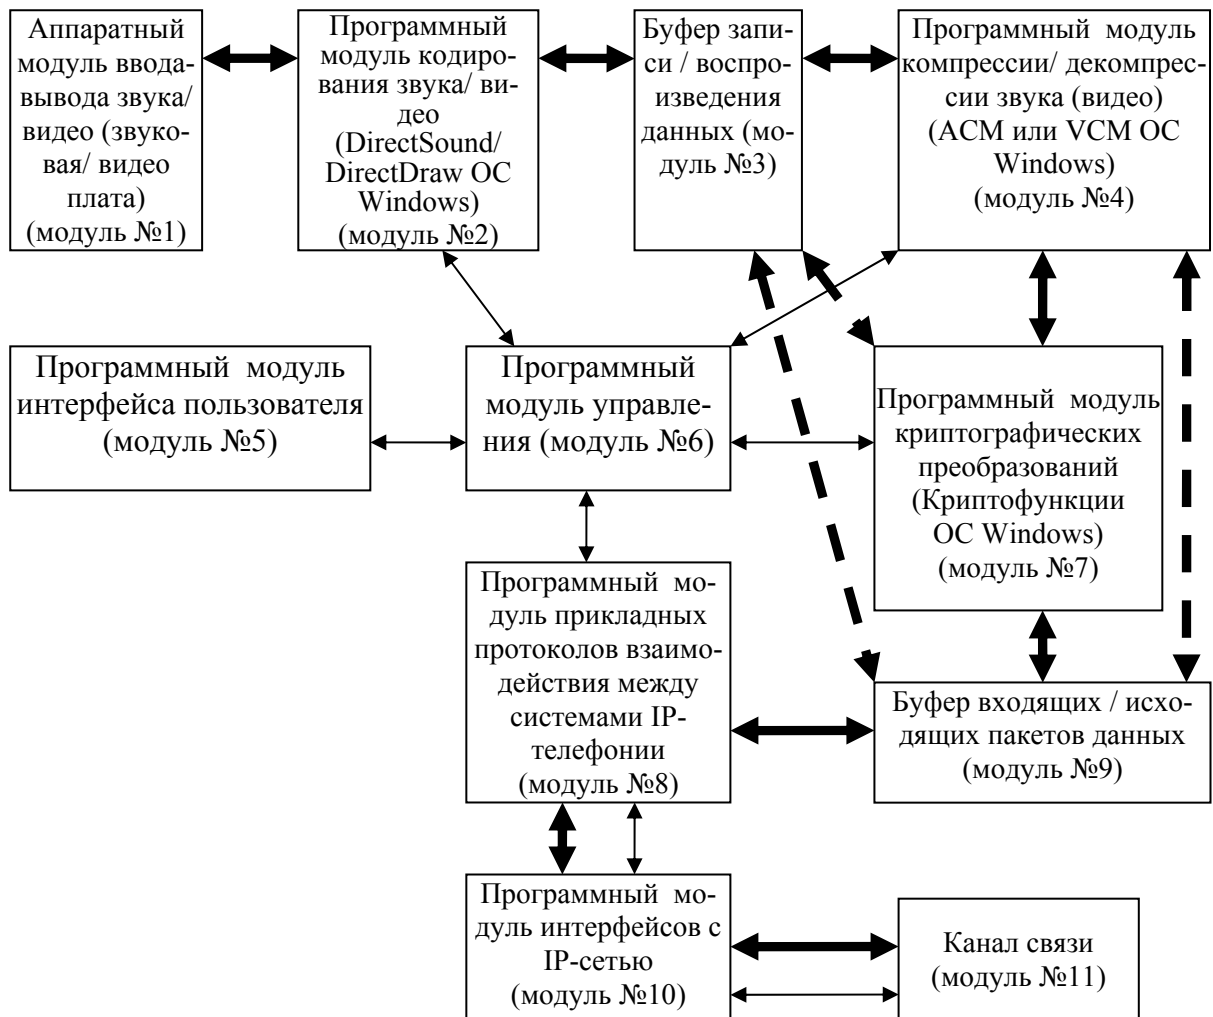 Аппаратный
модуль ввода-
вывода звука/
видео (звуко-
вая/ видео
плата)
(модуль №1)
Программный
модуль кодиро-
вания звука/ ви-
део
(DirectSound/
DirectDraw ОС
Windows)
(модуль №2)
Буфер запи-
си / воспро-
изведения
данных (мо-
дуль №3)
Программный модуль
компрессии/ декомпрес-
сии звука (видео)
(ACM или VCM ОС
Windows)
(модуль №4)
Программный модуль
интерфейса пользователя
(модуль №5)
Программный
модуль управле-
ния (модуль №6)
Программный модуль
криптографических
преобразований
(Криптофункции
ОС Windows)
(модуль №7)
Программный мо-
дуль прикладных
протоколов взаимо-
действия между
системами IP-
телефонии
(модуль №8)
Буфер входящих / исхо-
дящих пакетов данных
(модуль №9)
Программный мо-
дуль интерфейсов с
IP-сетью
(модуль №10)
Канал связи
(модуль №11)